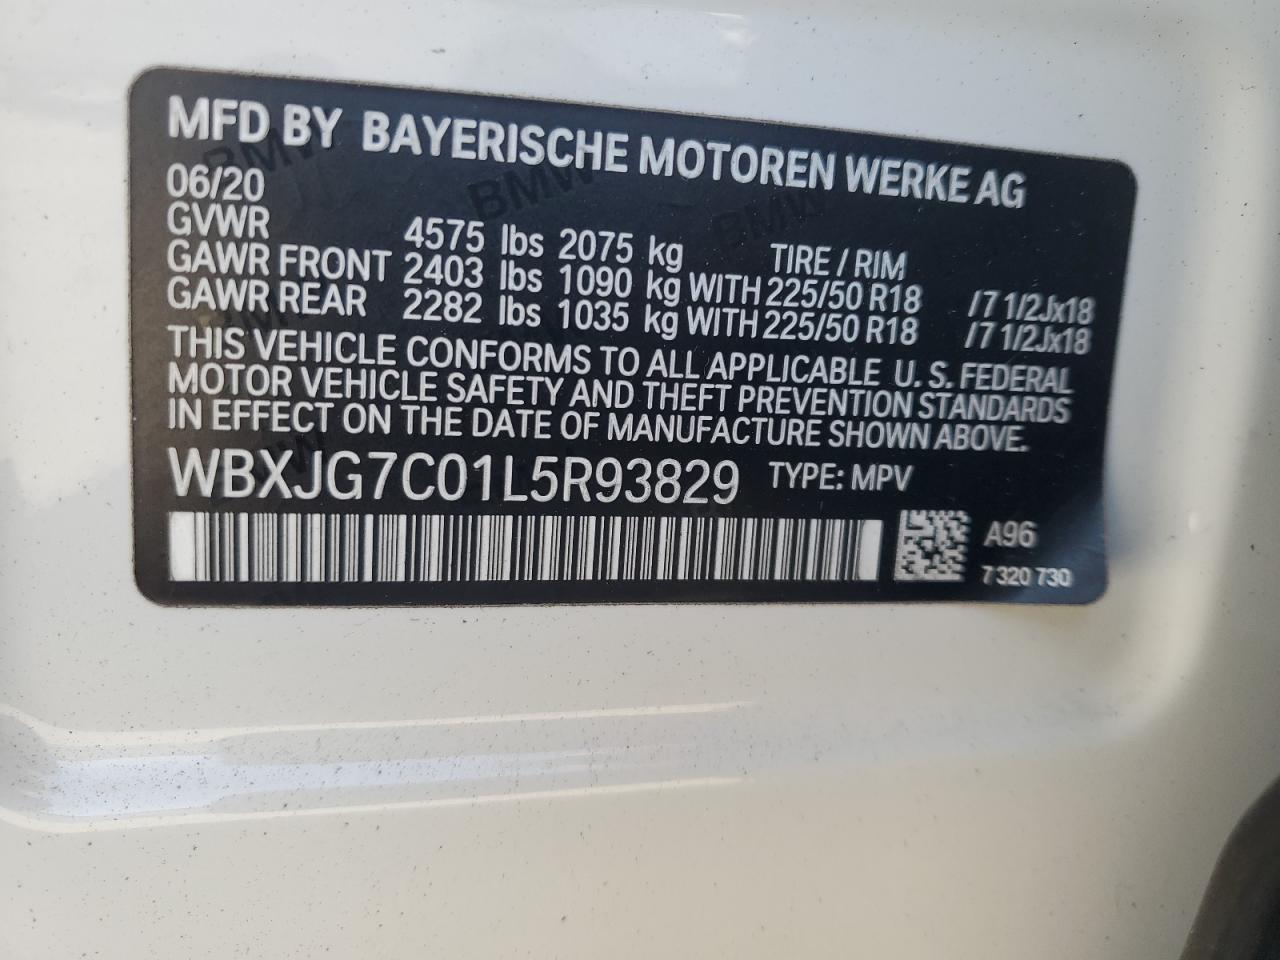 MFD BY BAYERISCHE MOTOREN WERKE AG
06/20
GVWR 4575 lbs 2075 kg TIRE / RIM
GAWR FRONT 2403 lbs 1090 kg WITH 225/50 R18 /7 1/2Jx18
GAWR REAR 2282 lbs 1035 kg WITH 225/50 R18 /7 1/2Jx18
THIS VEHICLE CONFORMS TO ALL APPLICABLE U. S. FEDERAL
MOTOR VEHICLE SAFETY AND THEFT PREVENTION STANDARDS
IN EFFECT ON THE DATE OF MANUFACTURE SHOWN ABOVE.
WBXJG7C01L5R93829 TYPE: MPV
A96
7 320 730